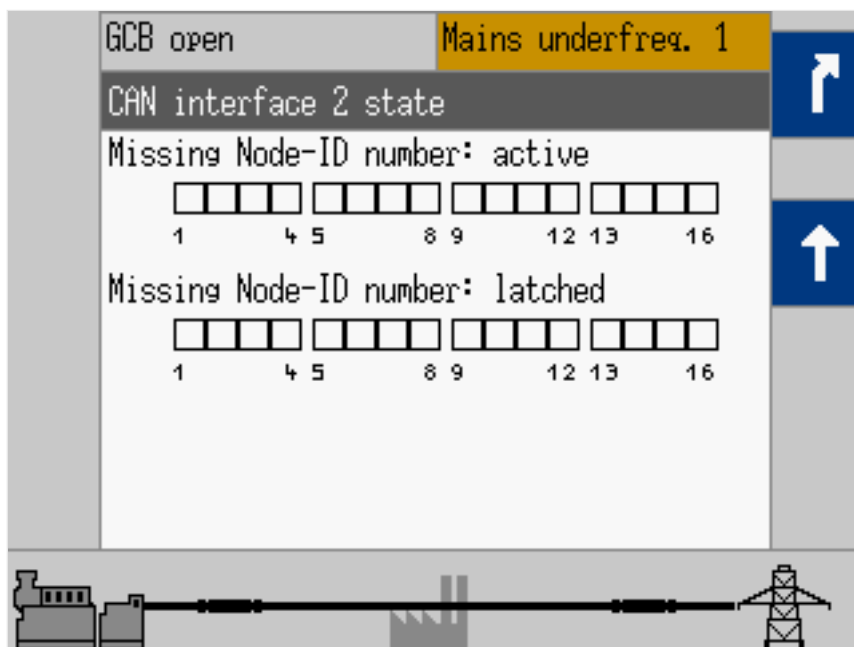 GCB open
Mains underfreq. 1
CAN interface 2 state
Missing Node-ID number: active
1 4 5 8 9 12 13 16
Missing Node-ID number: latched
1 4 5 8 9 12 13 16